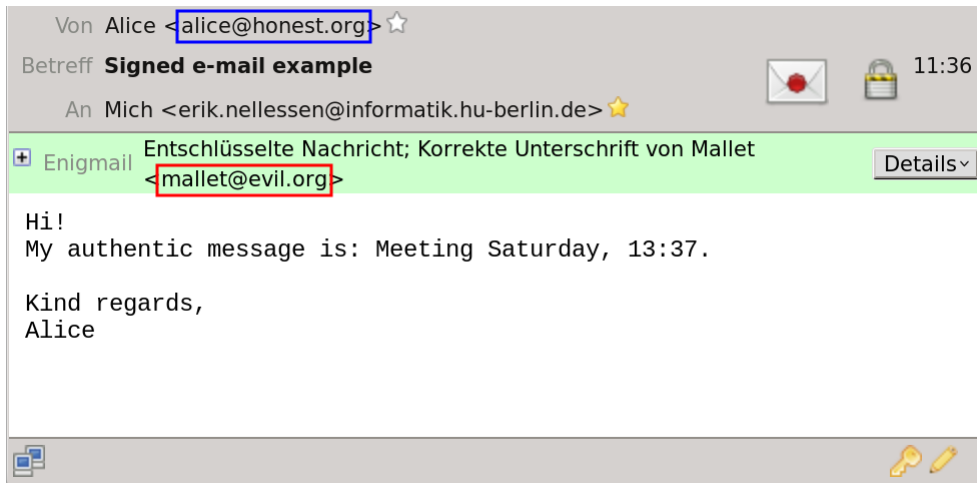 Von Alice <alice@honest.org>
Betreff Signed e-mail example
11:36
An Mich <erik.nellessen@informatik.hu-berlin.de>
Enigmail Entschlüsselte Nachricht; Korrekte Unterschrift von Mallet
<mallet@evil.org>
Details
Hi!
My authentic message is: Meeting Saturday, 13:37.
Kind regards,
Alice